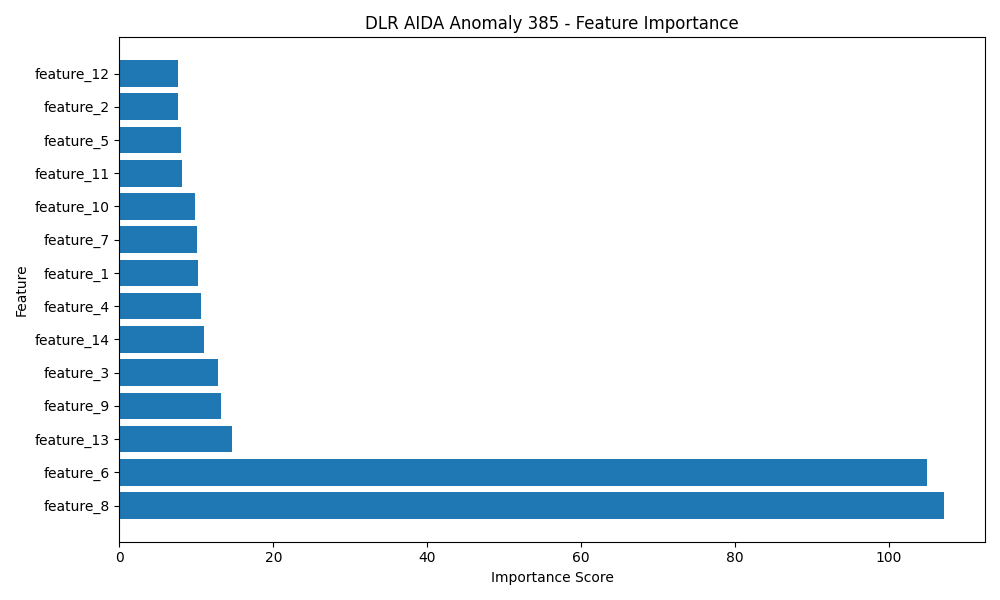 DLR AIDA Anomaly 385 - Feature Importance
feature_12
feature_2
feature_5
feature_11
feature_10
feature_7
feature_1
feature_4
feature_14
feature_3
feature_9
feature_13
feature_6
feature_8
Feature
0 20 40 60 80 100
Importance Score